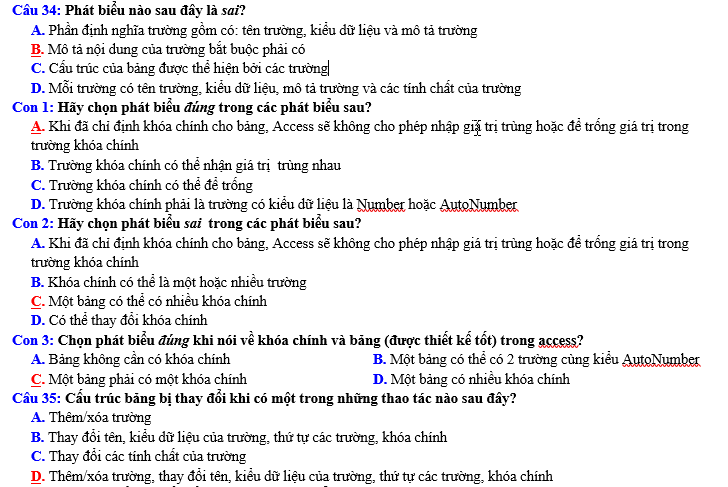 Câu 34: Phát biểu nào sau đây là sai?
A. Phần định nghĩa trường gồm có: tên trường, kiểu dữ liệu và mô tả trường
B. Mô tả nội dung của trường bắt buộc phải có
C. Cấu trúc của bảng được thể hiện bởi các trường
D. Mỗi trường có tên trường, kiểu dữ liệu, mô tả trường và các tính chất của trường
Con 1: Hãy chọn phát biểu đúng trong các phát biểu sau?
A. Khi đã chỉ định khóa chính cho bảng, Access sẽ không cho phép nhập giá trị trùng hoặc để trống giá trị trong
trường khóa chính
B. Trường khóa chính có thể nhận giá trị trùng nhau
C. Trường khóa chính có thể để trống
D. Trường khóa chính phải là trường có kiểu dữ liệu là Number hoặc AutoNumber
Con 2: Hãy chọn phát biểu sai trong các phát biểu sau?
A. Khi đã chỉ định khóa chính cho bảng, Access sẽ không cho phép nhập giá trị trùng hoặc để trống giá trị trong
trường khóa chính
B. Khóa chính có thể là một hoặc nhiều trường
C. Một bảng có thể có nhiều khóa chính
D. Có thể thay đổi khóa chính
Con 3: Chọn phát biểu đúng khi nói về khóa chính và bảng (được thiết kế tốt) trong access?
A. Bảng không cần có khóa chính B. Một bảng có thể có 2 trường cùng kiểu AutoNumber
C. Một bảng phải có một khóa chính D. Một bảng có nhiều khóa chính
Câu 35: Cấu trúc bảng bị thay đổi khi có một trong những thao tác nào sau đây?
A. Thêm/xóa trường
B. Thay đổi tên, kiểu dữ liệu của trường, thứ tự các trường, khóa chính
C. Thay đổi các tính chất của trường
D. Thêm/xóa trường, thay đổi tên, kiểu dữ liệu của trường, thứ tự các trường, khóa chính